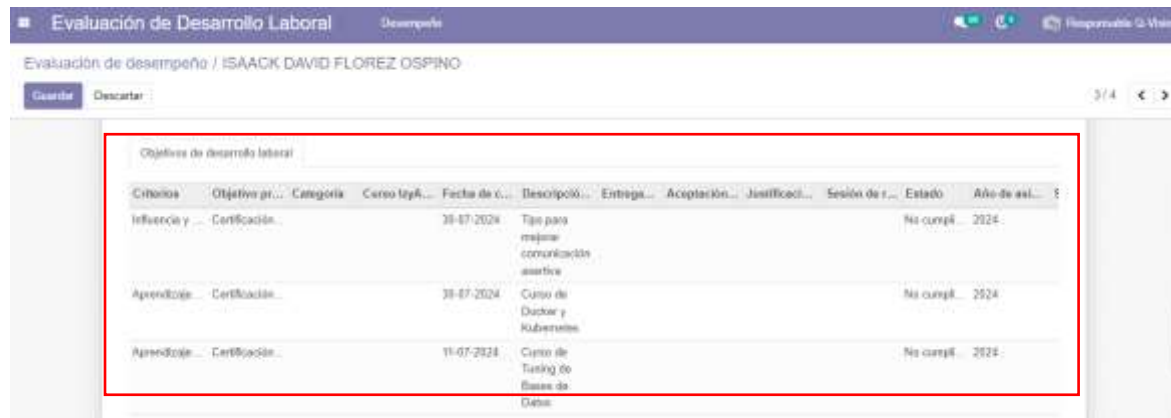 Evaluación de Desarrollo Laboral Desempeño Responsable
Evaluación de desempeño / ISAACK DAVID FLOREZ OSPINO
Guardar Descartar 3 / 4
Objetivos de desarrollo laboral
Criterios Objetivo pr... Categoría Curso IzyA... Fecha de c... Descripció... Entrega... Aceptación... Justificaci... Sesión de r... Estado Año de asi...
Influencia y ... Certificación... 30-07-2024 Tips para No cumpli... 2024
mejorar
comunicación
asertiva
Aprendizaje... Certificación... 30-07-2024 Curso de No cumpli... 2024
Docker y
Kubernetes
Aprendizaje... Certificación... 11-07-2024 Curso de No cumpli... 2024
Tuning de
Bases de
Datos